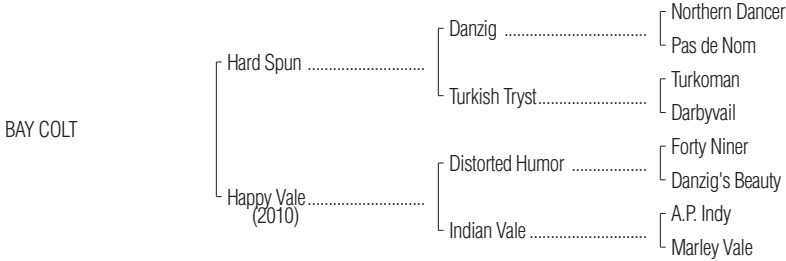 Northern Dancer
Danzig ..................................
Pas de Nom
Hard Spun ............................
Turkoman
Turkish Tryst..........................
Darbyvail
BAY COLT
Forty Niner
Distorted Humor ..................
Danzig's Beauty
Happy Vale............................
(2010)
A.P. Indy
Indian Vale ............................
Marley Vale